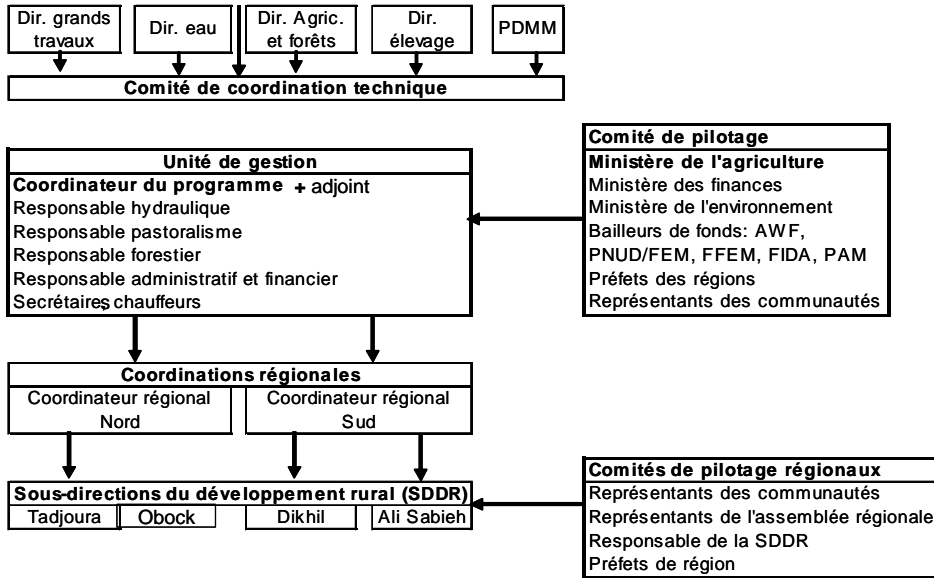 Dir. grands
travaux
Dir. eau
Dir. Agric.
et forêts
Dir.
élevage
PDMM
Comité de coordination technique
Unité de gestion
Coordinateur du programme + adjoint
Responsable hydraulique
Responsable pastoralisme
Responsable forestier
Responsable administratif et financier
Secrétaires, chauffeurs
Comité de pilotage
Ministère de l'agriculture
Ministère des finances
Ministère de l'environnement
Bailleurs de fonds: AWF,
PNUD/FEM, FFEM, FIDA, PAM
Préfets des régions
Représentants des communautés
Coordinations régionales
Coordinateur régional
Nord
Coordinateur régional
Sud
Sous-directions du développement rural (SDDR)
Tadjoura
Obock
Dikhil
Ali Sabieh
Comités de pilotage régionaux
Représentants des communautés
Représentants de l'assemblée régionale
Responsable de la SDDR
Préfets de région